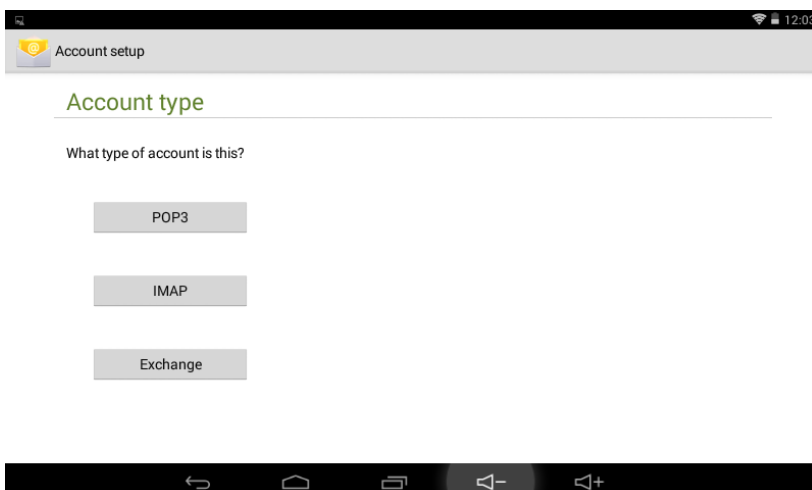 12:03
Account setup
Account type
What type of account is this?
POP3
IMAP
Exchange